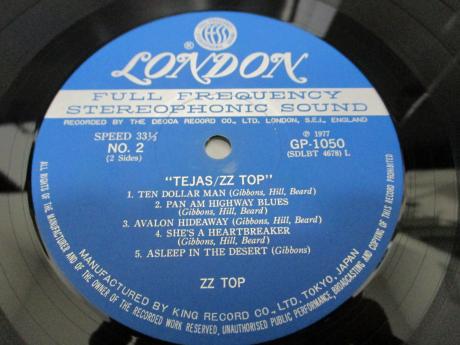 ®
LONDON
FULL FREQUENCY
STEREOPHONIC SOUND
RECORDED BY THE DECCA RECORD CO., LTD. LONDON, S.E.I., ENGLAND
SPEED 33⅓
NO. 2
(2 Sides)
℗ 1977
GP-1050
(SDLBT 4678) L
"TEJAS/ZZ TOP"
1. TEN DOLLAR MAN (Gibbons, Hill, Beard)
2. PAN AM HIGHWAY BLUES
(Gibbons, Hill, Beard)
3. AVALON HIDEAWAY (Gibbons, Hill, Beard)
4. SHE'S A HEARTBREAKER
(Gibbons, Hill, Beard)
5. ASLEEP IN THE DESERT (Gibbons)
ZZ TOP
MANUFACTURED BY KING RECORD CO., LTD. TOKYO, JAPAN
ALL RIGHTS OF THE MANUFACTURER AND OF THE OWNER OF THE RECORDED WORK RESERVED, UNAUTHORISED PUBLIC PERFORMANCE, BROADCASTING AND COPYING OF THIS RECORD PROHIBITED